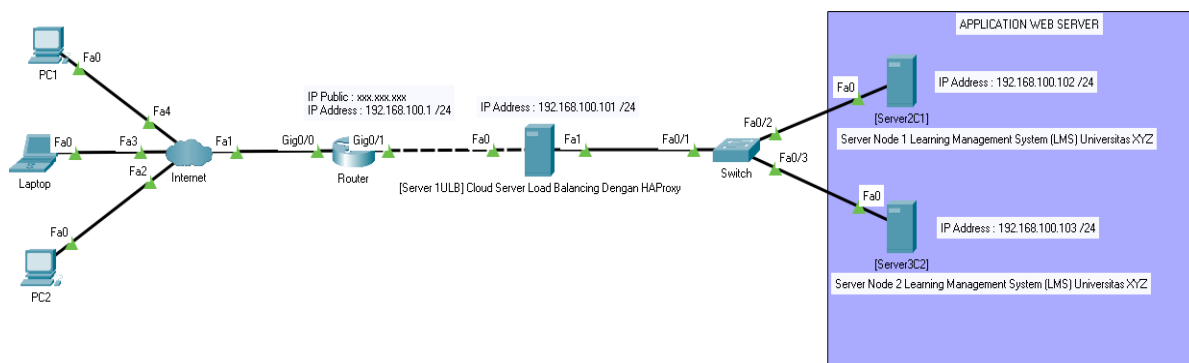 APPLICATION WEB SERVER
Fa0
PC1
Fa4
IP Public : xxx.xxx.xxx
IP Address : 192.168.100.1 /24
IP Address : 192.168.100.101 /24
Fa0
IP Address : 192.168.100.102 /24
[Server2C1]
Server Node 1 Learning Management System (LMS) Universitas XYZ
Fa0/2
Fa0
Laptop
Fa3
Fa2
Internet
Fa1
Gig0/0
Router
Gig0/1
Fa0
Fa1
[Server 1ULB] Cloud Server Load Balancing Dengan HAProxy
Fa0/1
Switch
Fa0/3
Fa0
IP Address : 192.168.100.103 /24
[Server3C2]
Server Node 2 Learning Management System (LMS) Universitas XYZ
Fa0
PC2